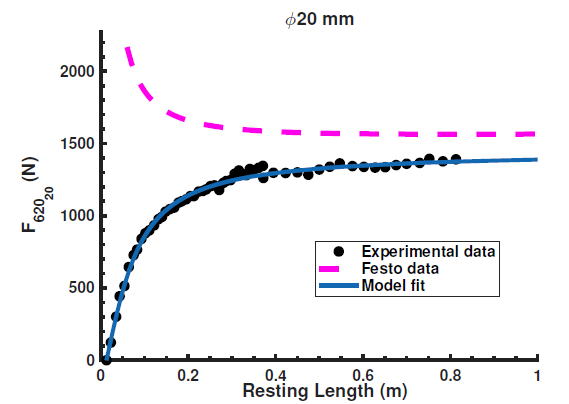 ϕ20 mm
F620₂₀ (N)
2000
1500
1000
500
0
Experimental data
Festo data
Model fit
0 0.2 0.4 0.6 0.8 1
Resting Length (m)